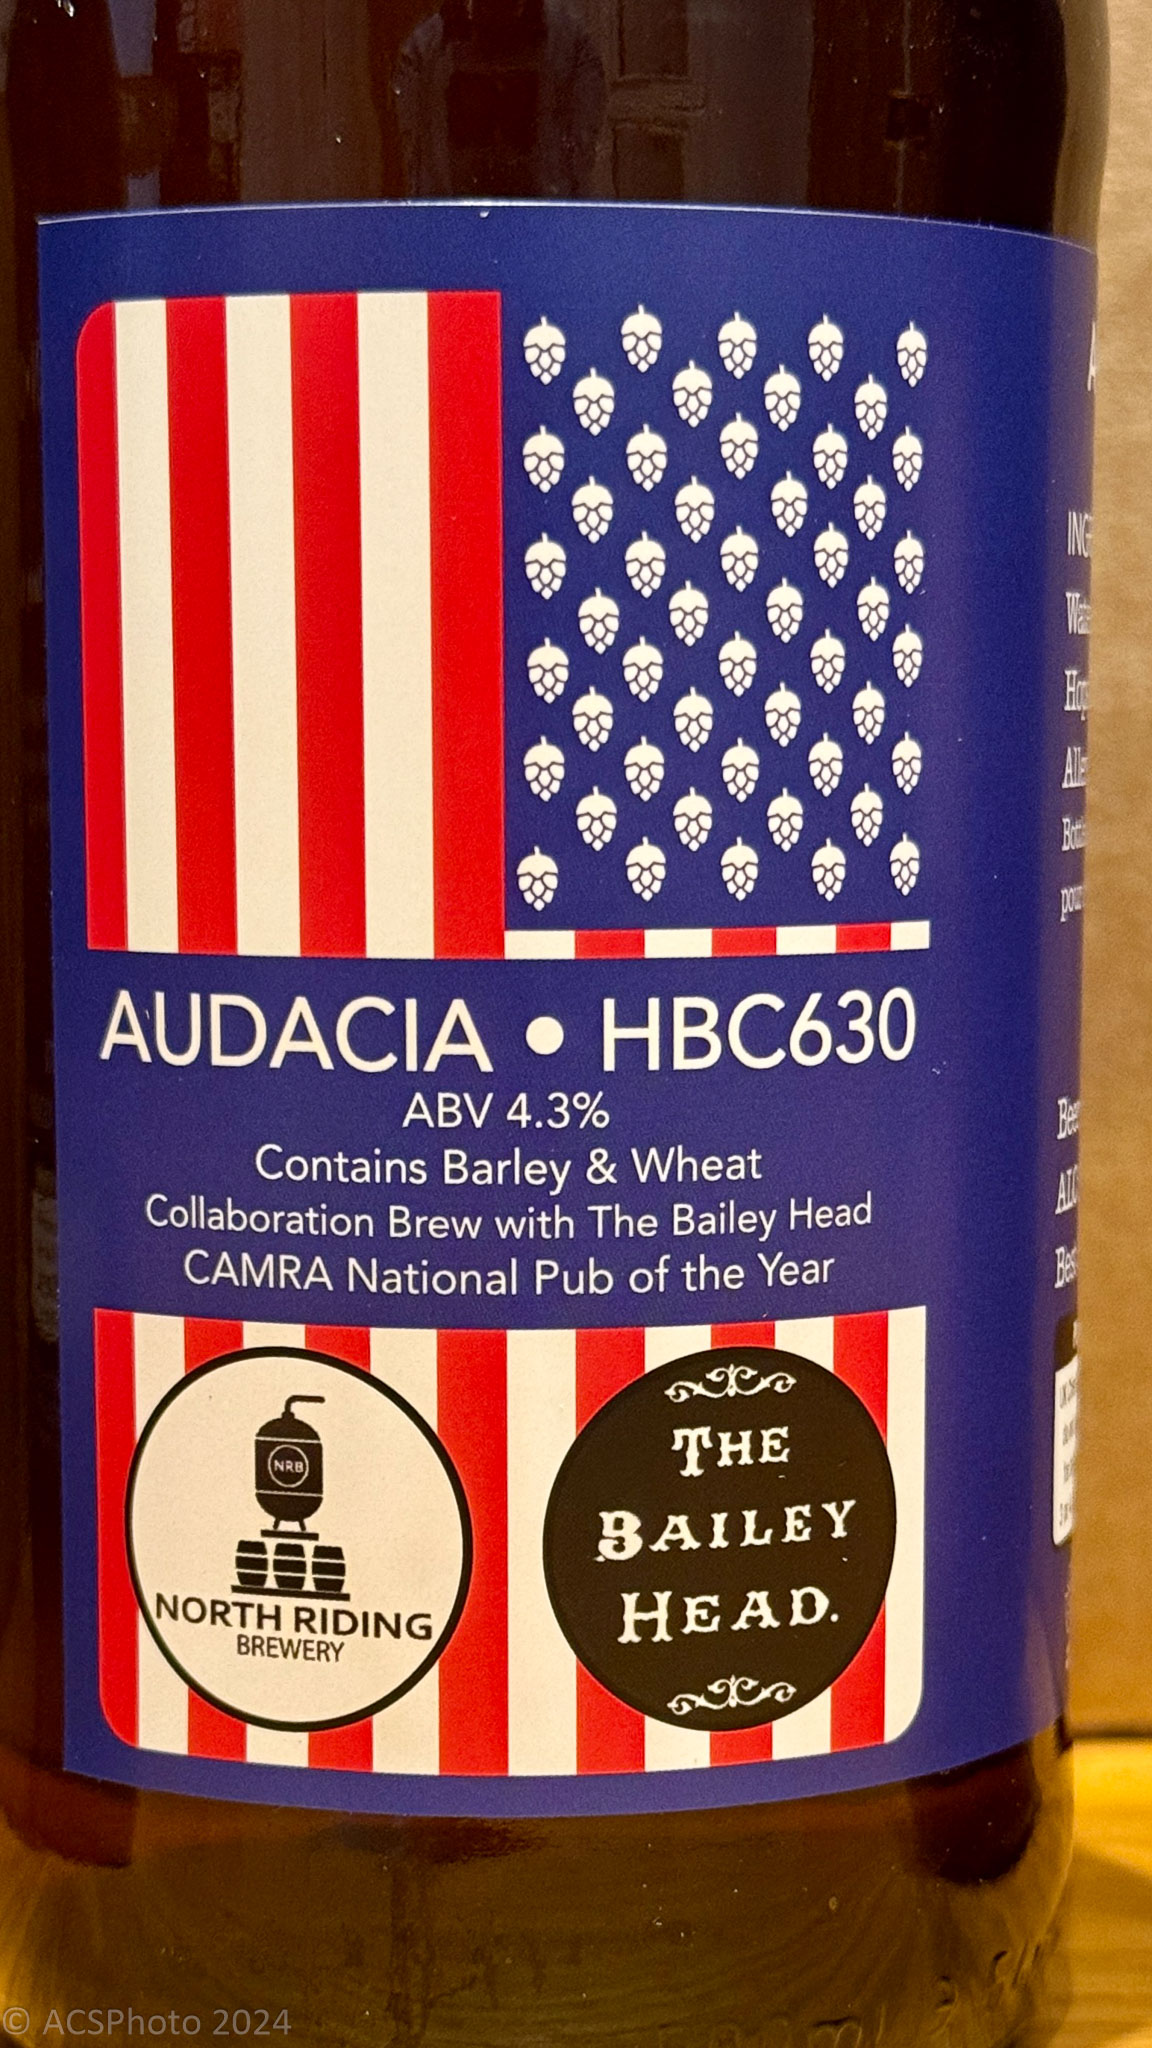 AUDACIA • HBC630
ABV 4.3%
Contains Barley & Wheat
Collaboration Brew with The Bailey Head
CAMRA National Pub of the Year
NRB
NORTH RIDING
BREWERY
THE
BAILEY
HEAD.
© ACSPhoto 2024